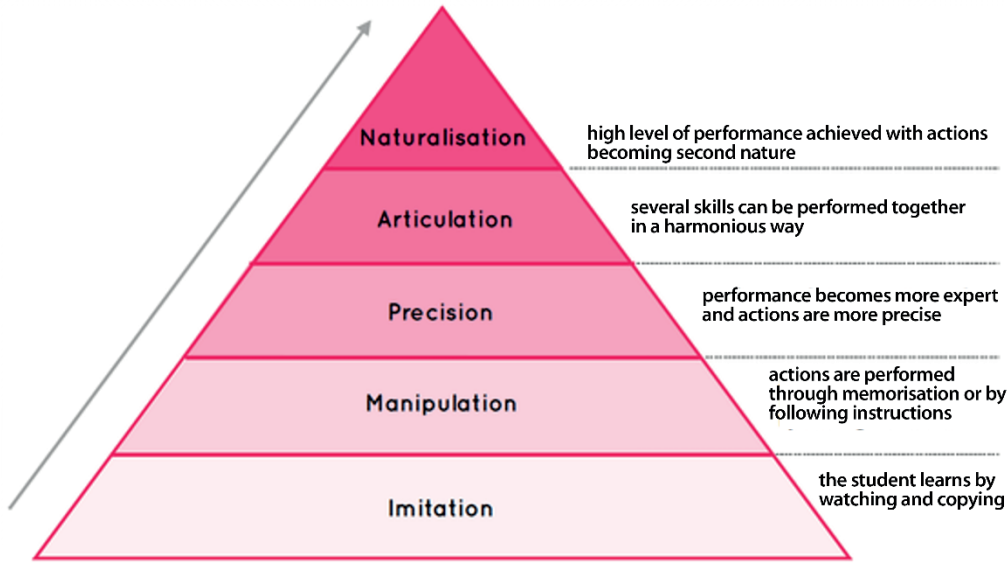 Naturalisation
high level of performance achieved with actions
becoming second nature
Articulation
several skills can be performed together
in a harmonious way
Precision
performance becomes more expert
and actions are more precise
Manipulation
actions are performed
through memorisation or by
following instructions
Imitation
the student learns by
watching and copying